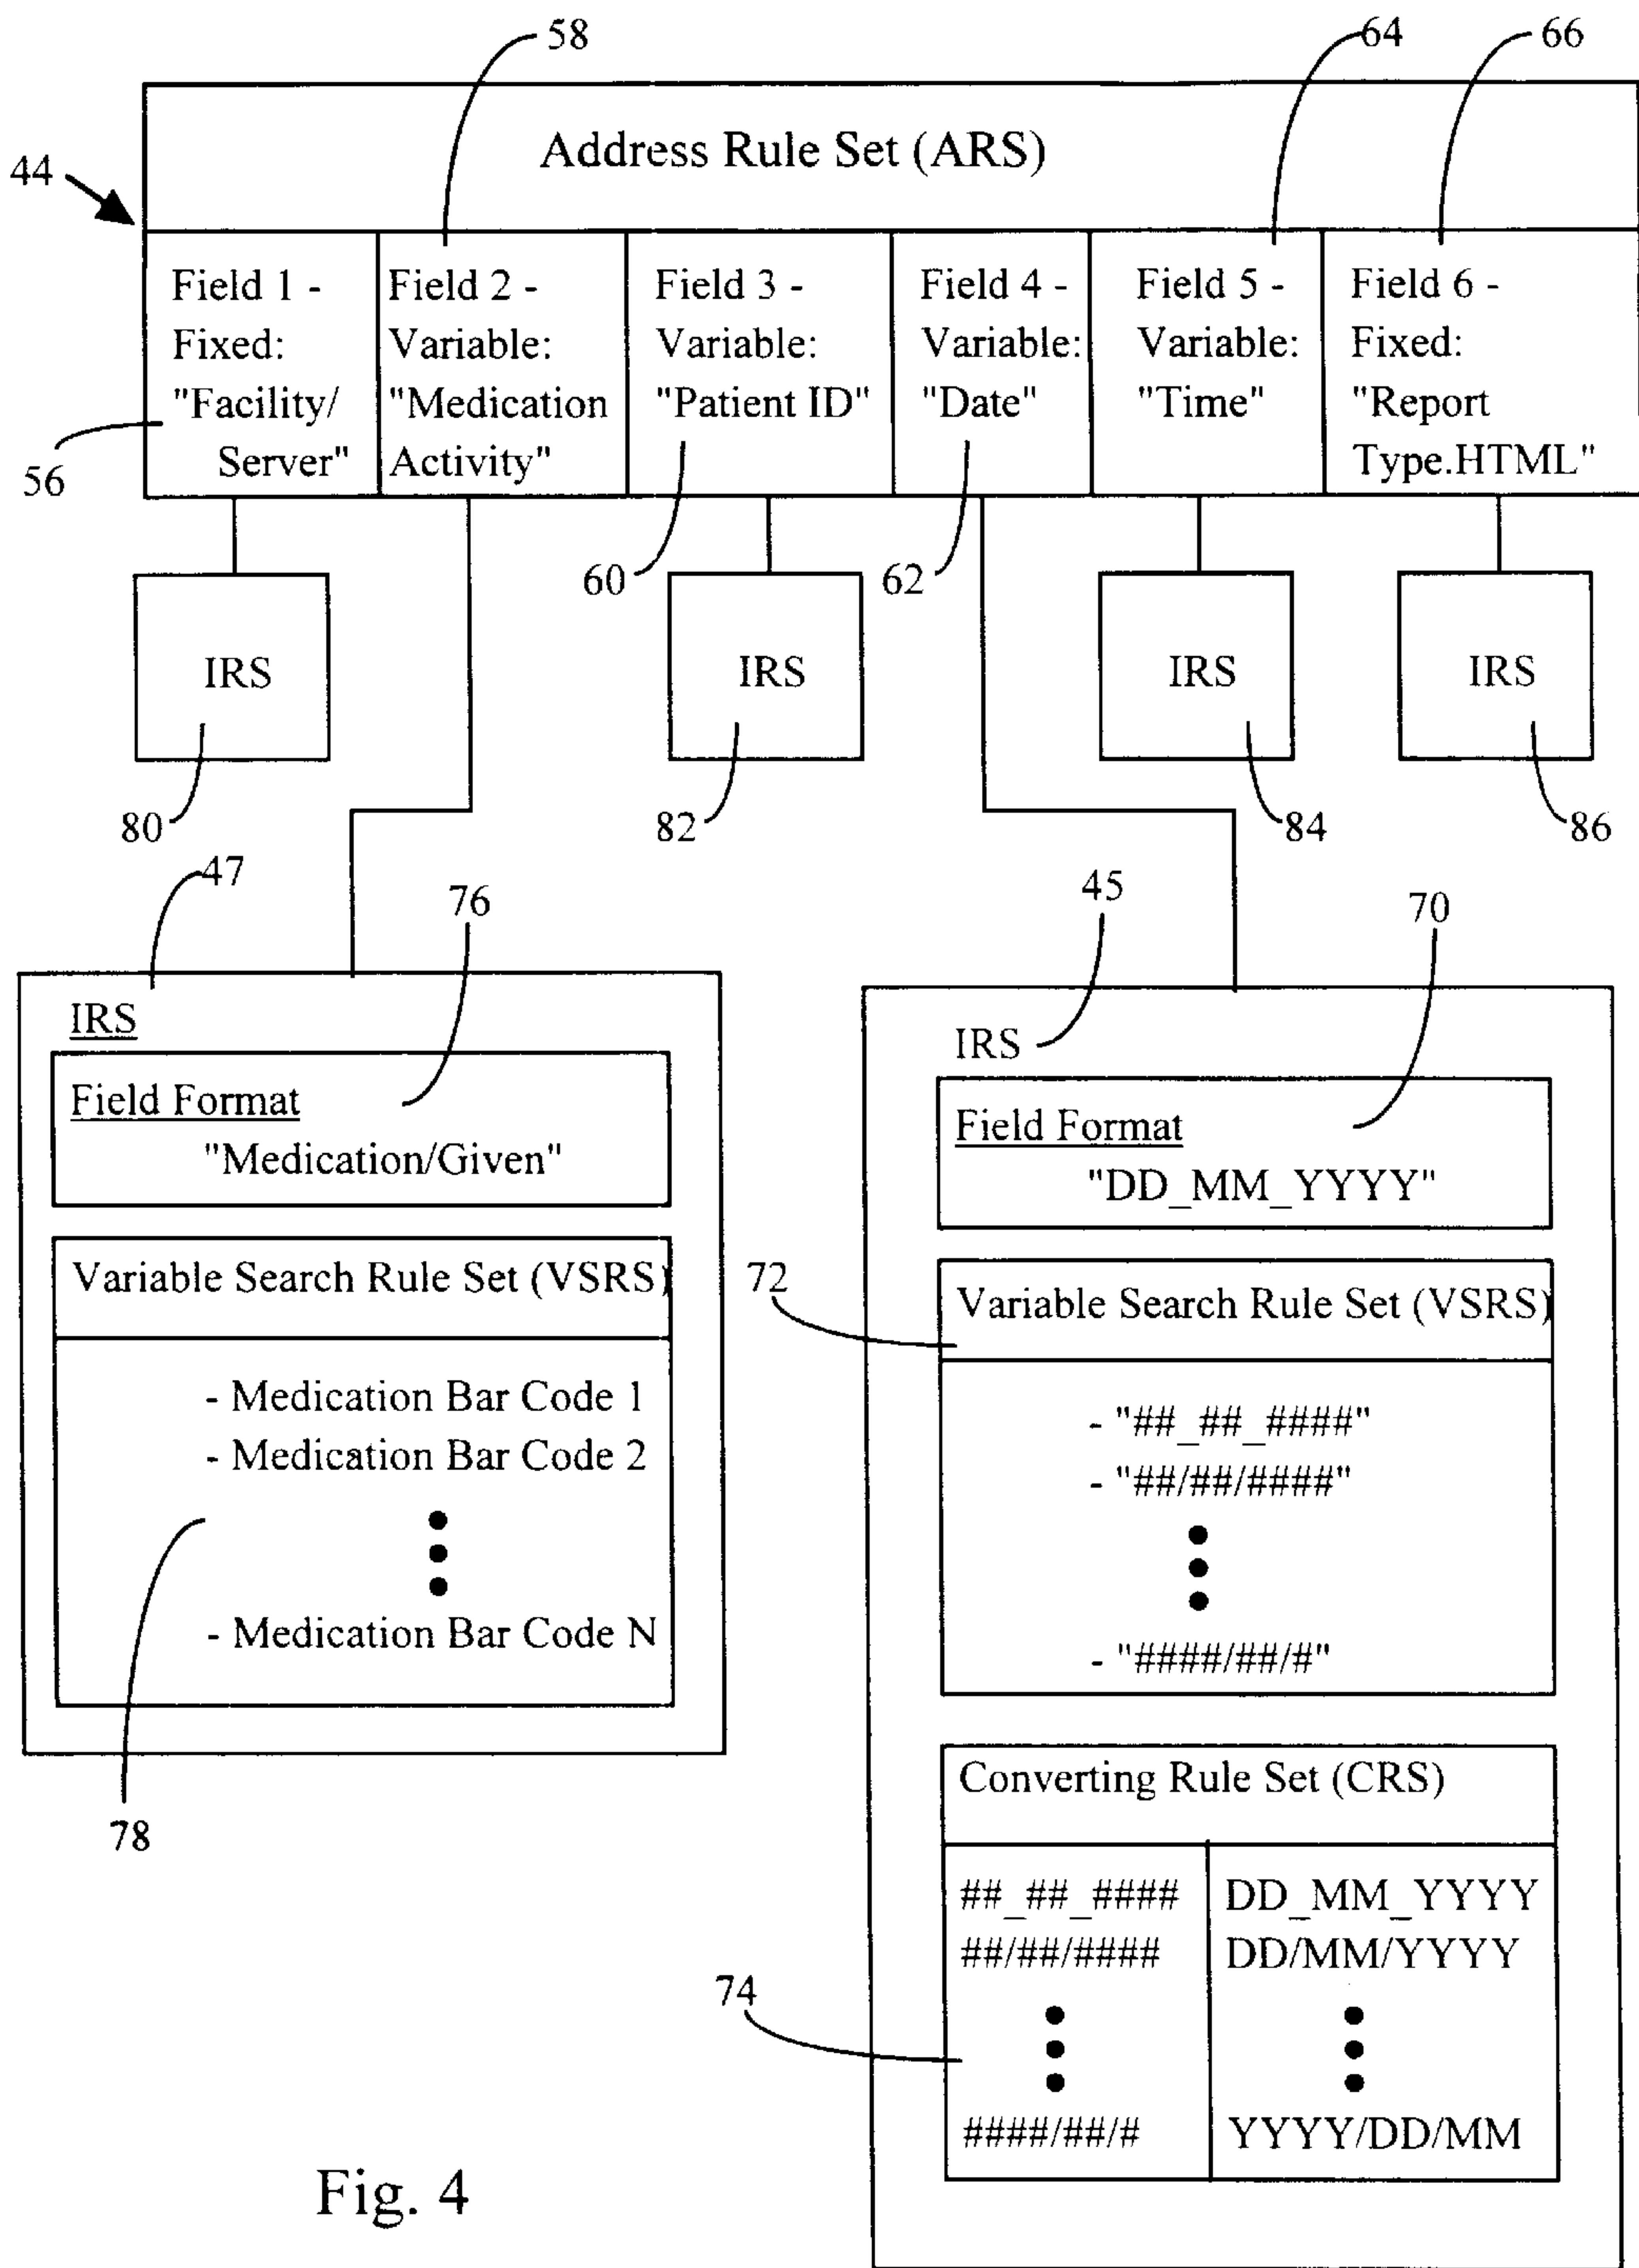 58
64
66
Address Rule Set (ARS)
44
Field 1 -
Fixed:
"Facility/
Server"
Field 2 -
Variable:
"Medication
Activity"
Field 3 -
Variable:
"Patient ID"
Field 4 -
Variable:
"Date"
Field 5 -
Variable:
"Time"
Field 6 -
Fixed:
"Report
Type.HTML"
56
60
62
IRS
IRS
IRS
IRS
80
82
84
86
47
76
45
70
IRS
Field Format
"Medication/Given"
Variable Search Rule Set (VSRS)
- Medication Bar Code 1
- Medication Bar Code 2
- Medication Bar Code N
78
IRS
Field Format
"DD_MM_YYYY"
72
Variable Search Rule Set (VSRS)
- "##_##_####"
- "##/##/####"
- "####/##/#"
Converting Rule Set (CRS)
##_##_#### DD_MM_YYYY
##/##/#### DD/MM/YYYY
74
####/##/# YYYY/DD/MM
Fig. 4